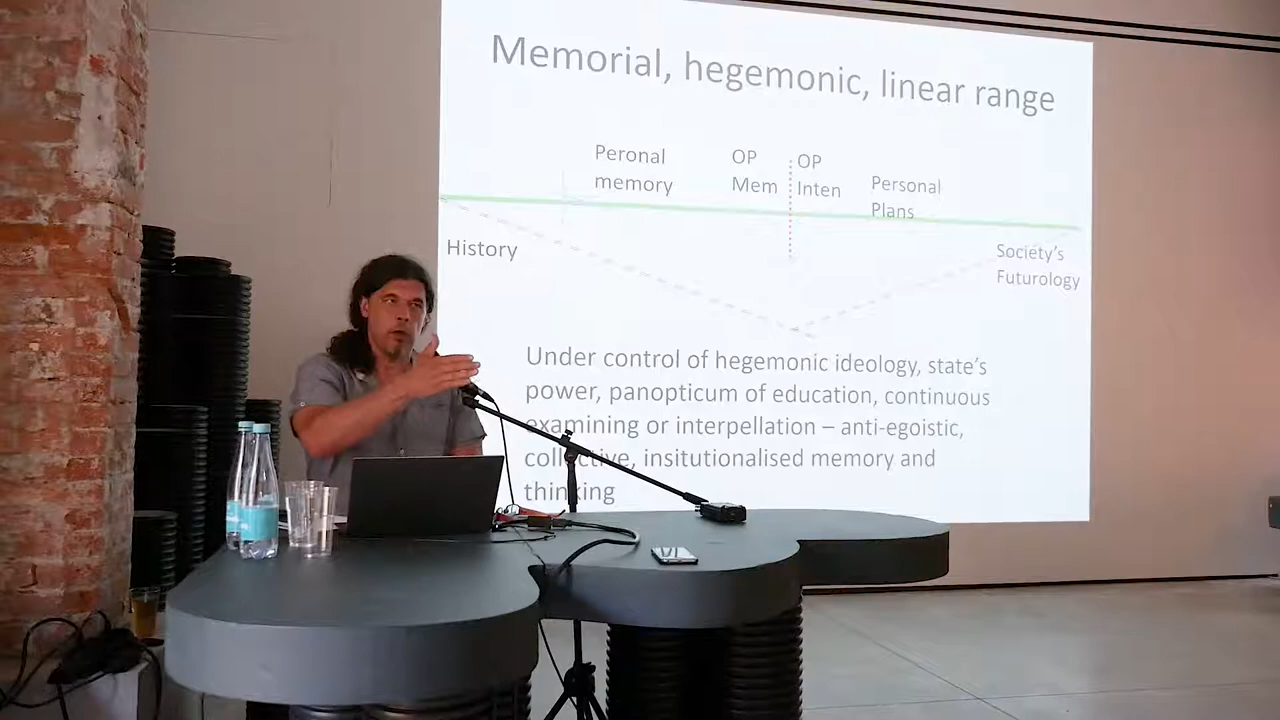 Memorial, hegemonic, linear range
Peronal
memory
OP
Mem
OP
Inten
Personal
Plans
History
Society's
Futurology
Under control of hegemonic ideology, state's
power, panopticum of education, continuous
examining or interpellation – anti-egoistic,
collective, insitutionalised memory and
thinking